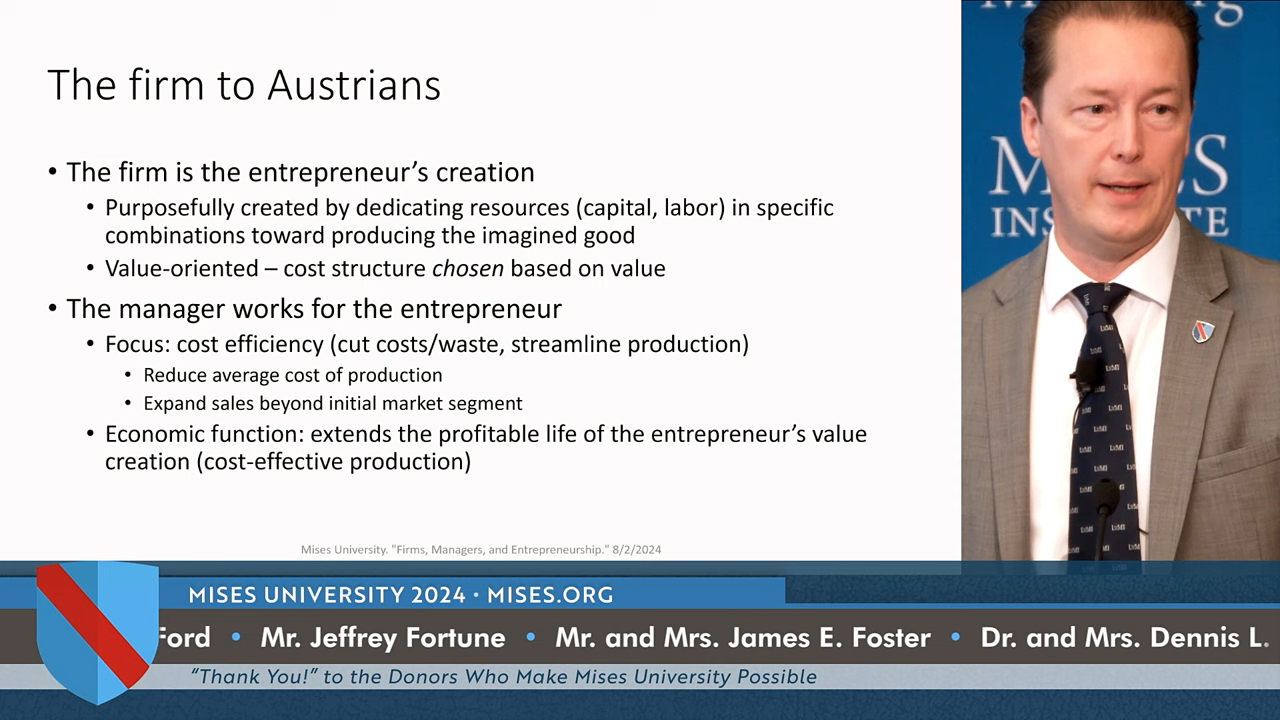 The firm to Austrians
• The firm is the entrepreneur’s creation
• Purposefully created by dedicating resources (capital, labor) in specific
combinations toward producing the imagined good
• Value-oriented – cost structure chosen based on value
• The manager works for the entrepreneur
• Focus: cost efficiency (cut costs/waste, streamline production)
• Reduce average cost of production
• Expand sales beyond initial market segment
• Economic function: extends the profitable life of the entrepreneur’s value
creation (cost-effective production)
Mises University. "Firms, Managers, and Entrepreneurship." 8/2/2024
MISES
INSTITUTE
MISES UNIVERSITY 2024 • MISES.ORG
Ford • Mr. Jeffrey Fortune • Mr. and Mrs. James E. Foster • Dr. and Mrs. Dennis L.
“Thank You!” to the Donors Who Make Mises University Possible